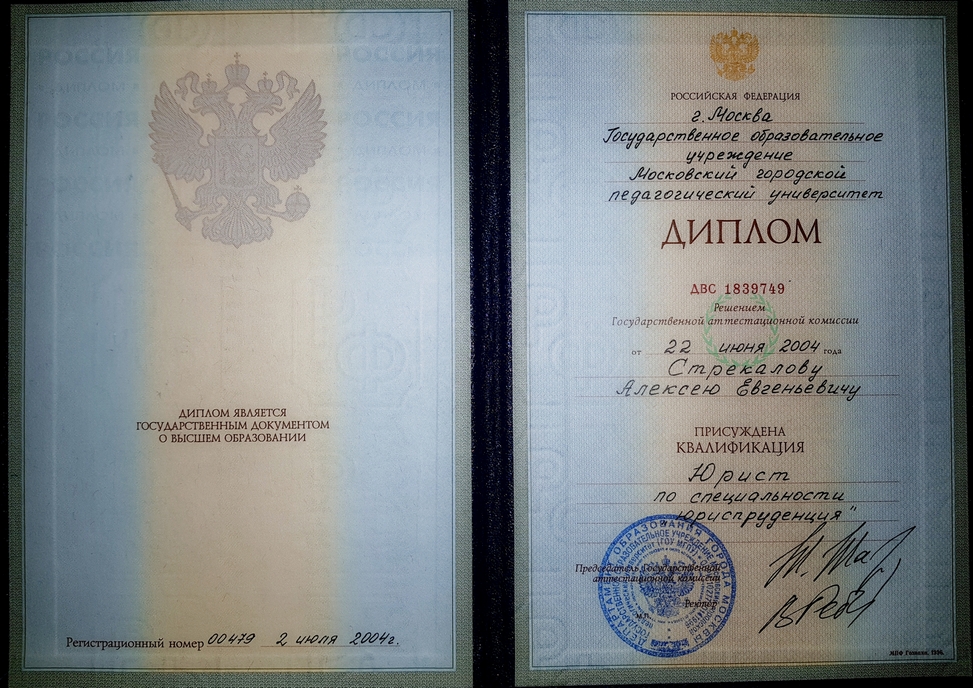 ДИПЛОМ ЯВЛЯЕТСЯ
ГОСУДАРСТВЕННЫМ ДОКУМЕНТОМ
О ВЫСШЕМ ОБРАЗОВАНИИ
Регистрационный номер 00479 2 июля 2004г.
РОССИЙСКАЯ ФЕДЕРАЦИЯ
г. Москва
Государственное образовательное
учреждение
Московский городской
педагогический университет
ДИПЛОМ
ДВС 1839749
Решением
Государственной аттестационной комиссии
от 22 июня 2004 года
Стрекалову
Алексею Евгеньевичу
ПРИСУЖДЕНА
КВАЛИФИКАЦИЯ
Юрист
по специальности
юриспруденция"
Председатель Государственной
аттестационной комиссии
Ректор